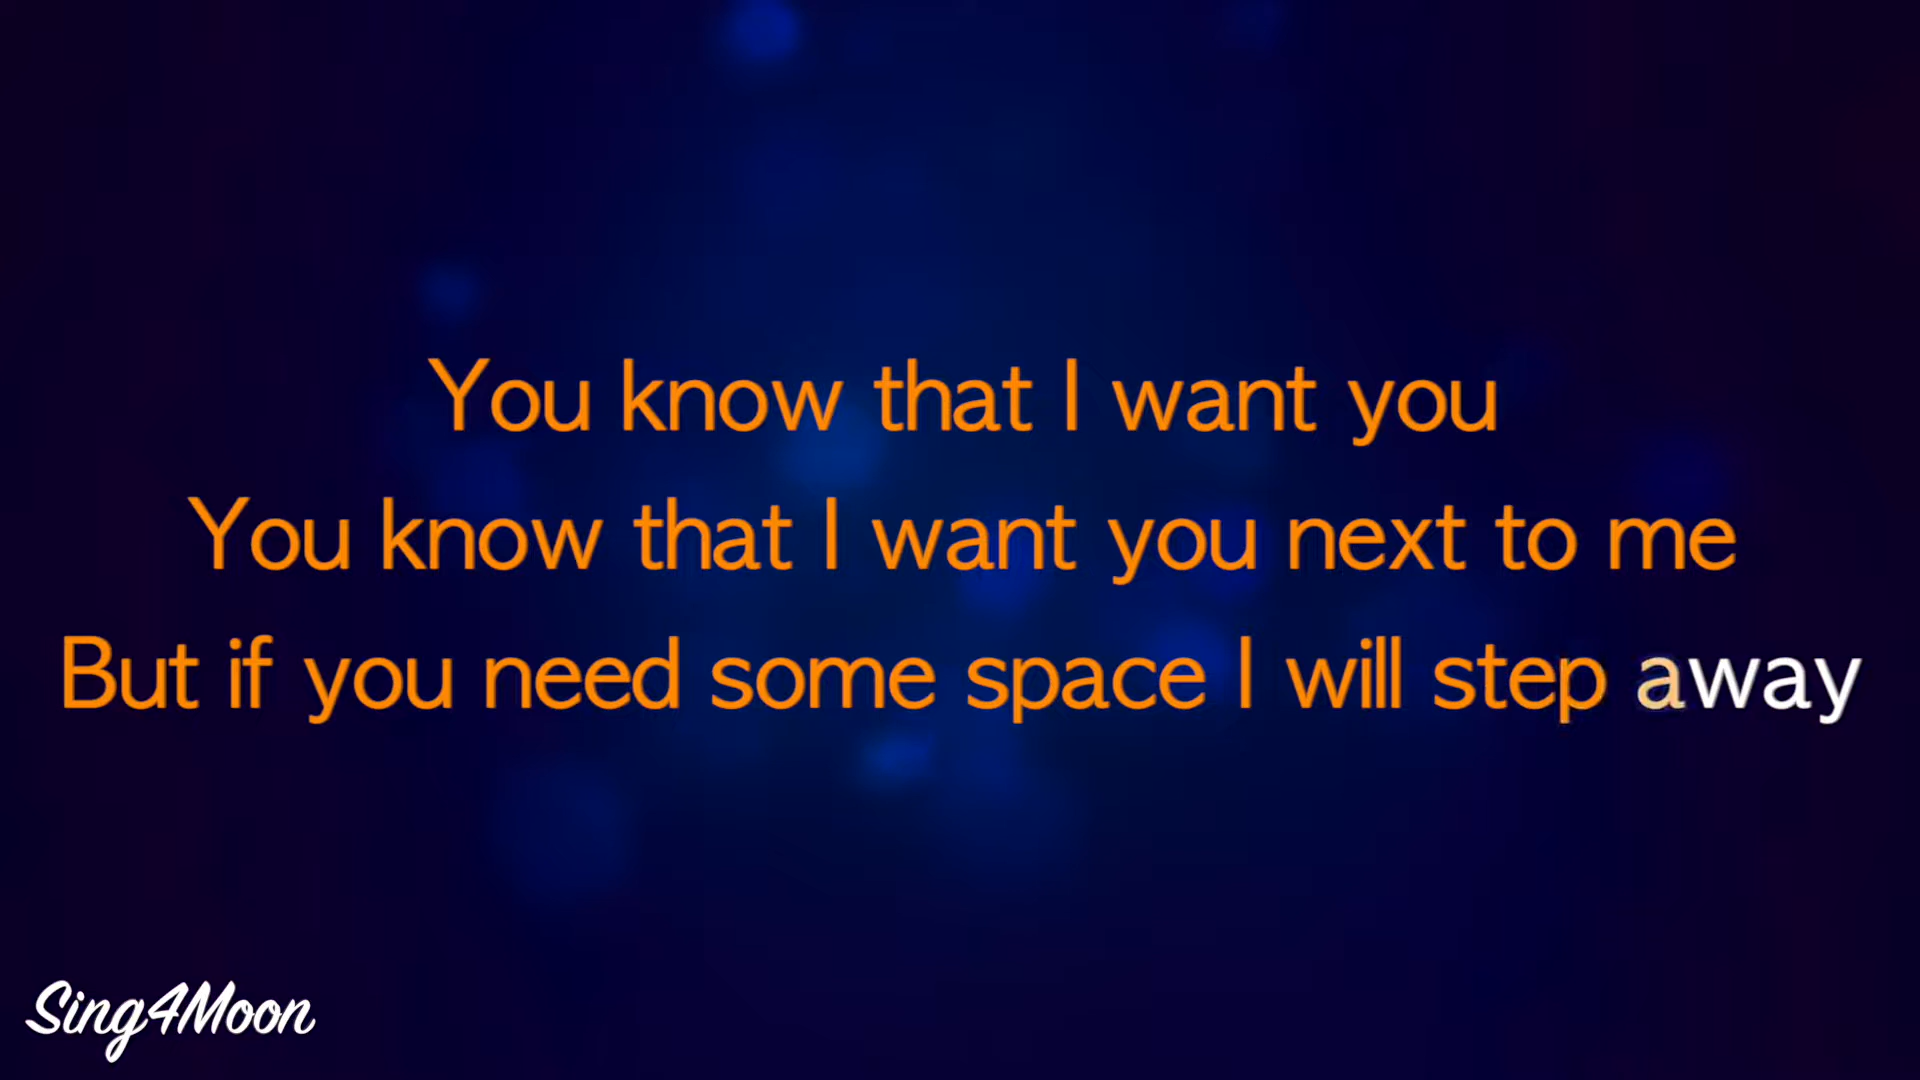 You know that I want you
You know that I want you next to me
But if you need some space I will step away
Sing4Moon